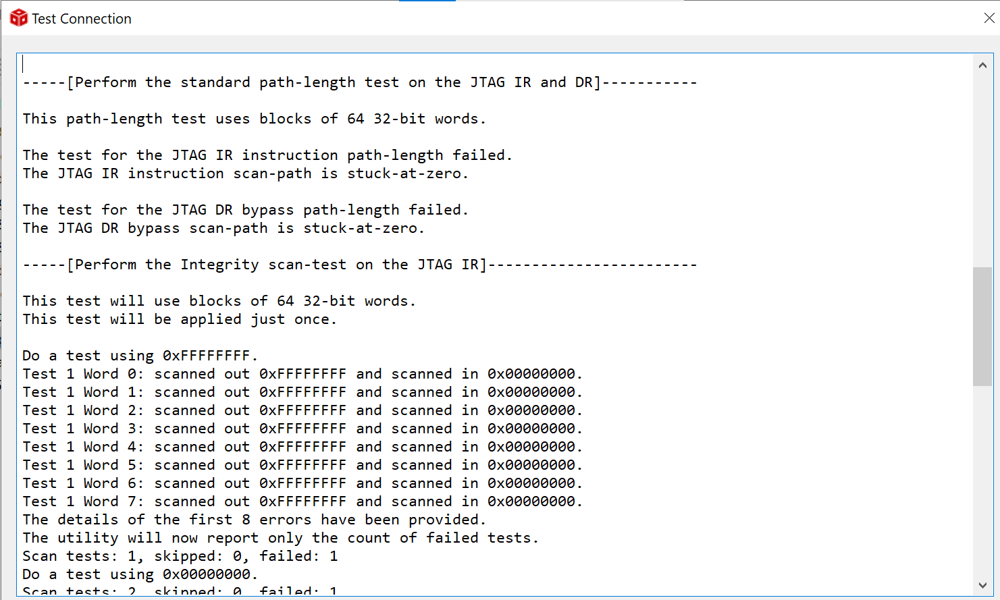 Test Connection
-----[Perform the standard path-length test on the JTAG IR and DR]-----------
This path-length test uses blocks of 64 32-bit words.
The test for the JTAG IR instruction path-length failed.
The JTAG IR instruction scan-path is stuck-at-zero.
The test for the JTAG DR bypass path-length failed.
The JTAG DR bypass scan-path is stuck-at-zero.
-----[Perform the Integrity scan-test on the JTAG IR]------------------------
This test will use blocks of 64 32-bit words.
This test will be applied just once.
Do a test using 0xFFFFFFFF.
Test 1 Word 0: scanned out 0xFFFFFFFF and scanned in 0x00000000.
Test 1 Word 1: scanned out 0xFFFFFFFF and scanned in 0x00000000.
Test 1 Word 2: scanned out 0xFFFFFFFF and scanned in 0x00000000.
Test 1 Word 3: scanned out 0xFFFFFFFF and scanned in 0x00000000.
Test 1 Word 4: scanned out 0xFFFFFFFF and scanned in 0x00000000.
Test 1 Word 5: scanned out 0xFFFFFFFF and scanned in 0x00000000.
Test 1 Word 6: scanned out 0xFFFFFFFF and scanned in 0x00000000.
Test 1 Word 7: scanned out 0xFFFFFFFF and scanned in 0x00000000.
The details of the first 8 errors have been provided.
The utility will now report only the count of failed tests.
Scan tests: 1, skipped: 0, failed: 1
Do a test using 0x00000000.
Scan tests: 2, skipped: 0, failed: 1